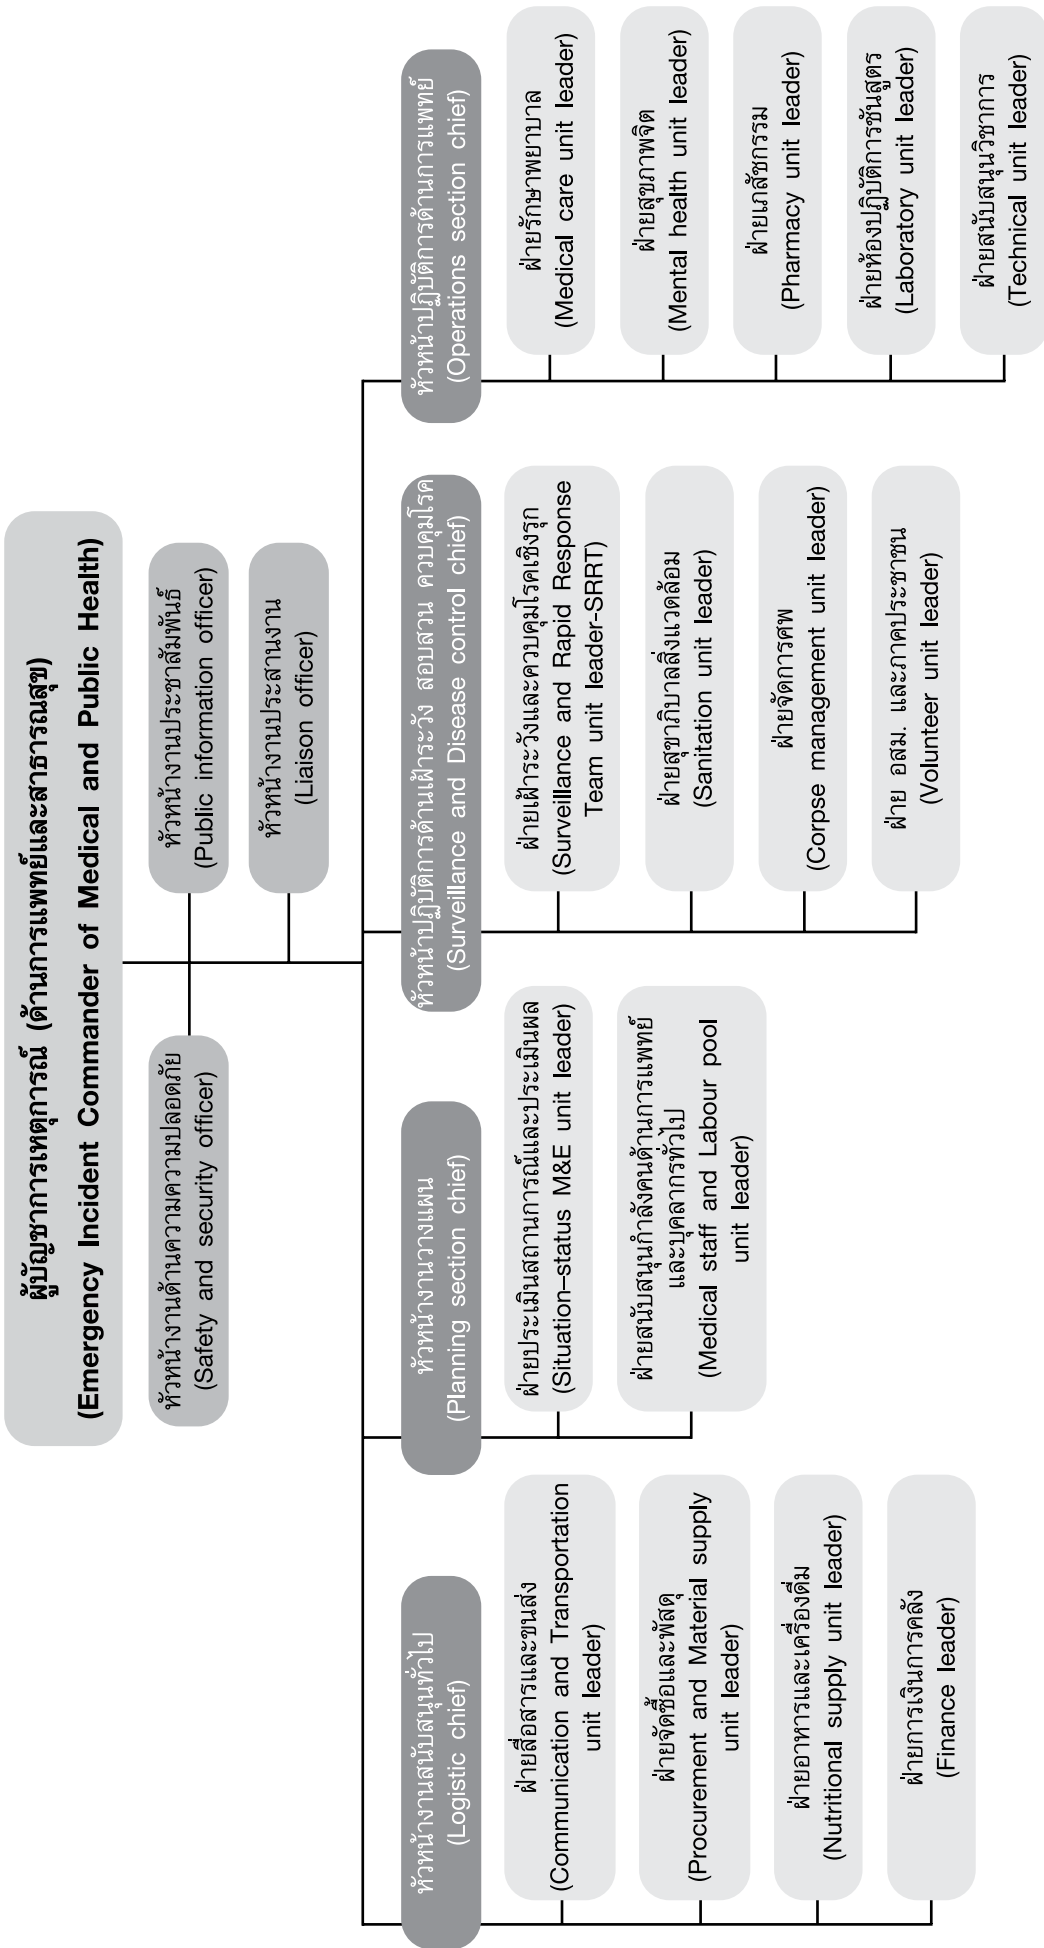 ผู้บัญชาการเหตุการณ์ (ด้านการแพทย์และสาธารณสุข)
(Emergency Incident Commander of Medical and Public Health)
หัวหน้างานด้านความความปลอดภัย
(Safety and security officer)
หัวหน้างานประชาสัมพันธ์
(Public information officer)
หัวหน้างานประสานงาน
(Liaison officer)
หัวหน้างานสนับสนุนทั่วไป
(Logistic chief)
ฝ่ายสื่อสารและขนส่ง
(Communication and Transportation
unit leader)
ฝ่ายจัดซื้อและพัสดุ
(Procurement and Material supply
unit leader)
ฝ่ายอาหารและเครื่องดื่ม
(Nutritional supply unit leader)
ฝ่ายการเงินการคลัง
(Finance leader)
หัวหน้างานวางแผน
(Planning section chief)
ฝ่ายประเมินสถานการณ์และประเมินผล
(Situation–status M&E unit leader)
ฝ่ายสนับสนุนกำลังคนด้านการแพทย์
และบุคลากรทั่วไป
(Medical staff and Labour pool
unit leader)
หัวหน้าปฏิบัติการด้านเฝ้าระวัง สอบสวน ควบคุมโรค
(Surveillance and Disease control chief)
ฝ่ายเฝ้าระวังและควบคุมโรคเชิงรุก
(Surveillance and Rapid Response
Team unit leader-SRRT)
ฝ่ายสุขาภิบาลสิ่งแวดล้อม
(Sanitation unit leader)
ฝ่ายจัดการศพ
(Corpse management unit leader)
ฝ่าย อสม. และภาคประชาชน
(Volunteer unit leader)
หัวหน้าปฏิบัติการด้านการแพทย์
(Operations section chief)
ฝ่ายรักษาพยาบาล
(Medical care unit leader)
ฝ่ายสุขภาพจิต
(Mental health unit leader)
ฝ่ายเภสัชกรรม
(Pharmacy unit leader)
ฝ่ายห้องปฏิบัติการชันสูตร
(Laboratory unit leader)
ฝ่ายสนับสนุนวิชาการ
(Technical unit leader)